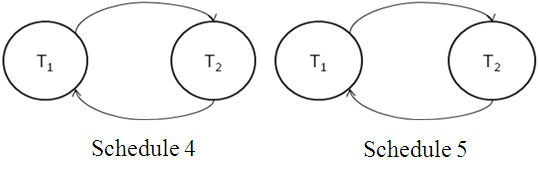 T₁ T₂ T₁ T₂
Schedule 4 Schedule 5